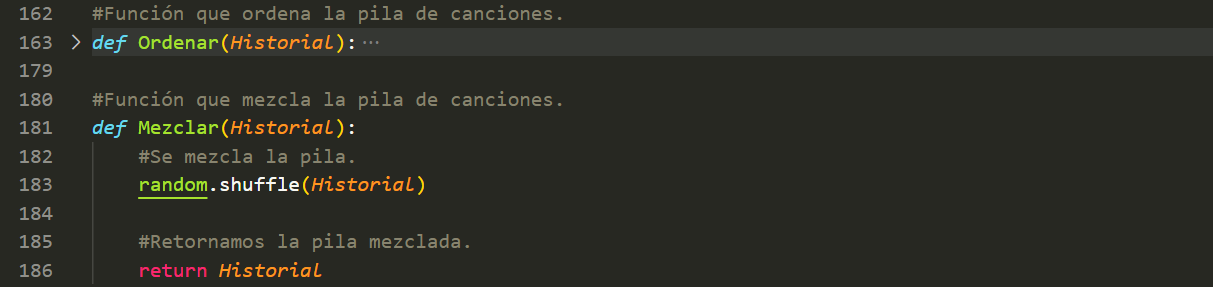 162 #Función que ordena la pila de canciones.
163 > def Ordenar(Historial):···
179
180 #Función que mezcla la pila de canciones.
181 def Mezclar(Historial):
182 #Se mezcla la pila.
183 random.shuffle(Historial)
184
185 #Retornamos la pila mezclada.
186 return Historial